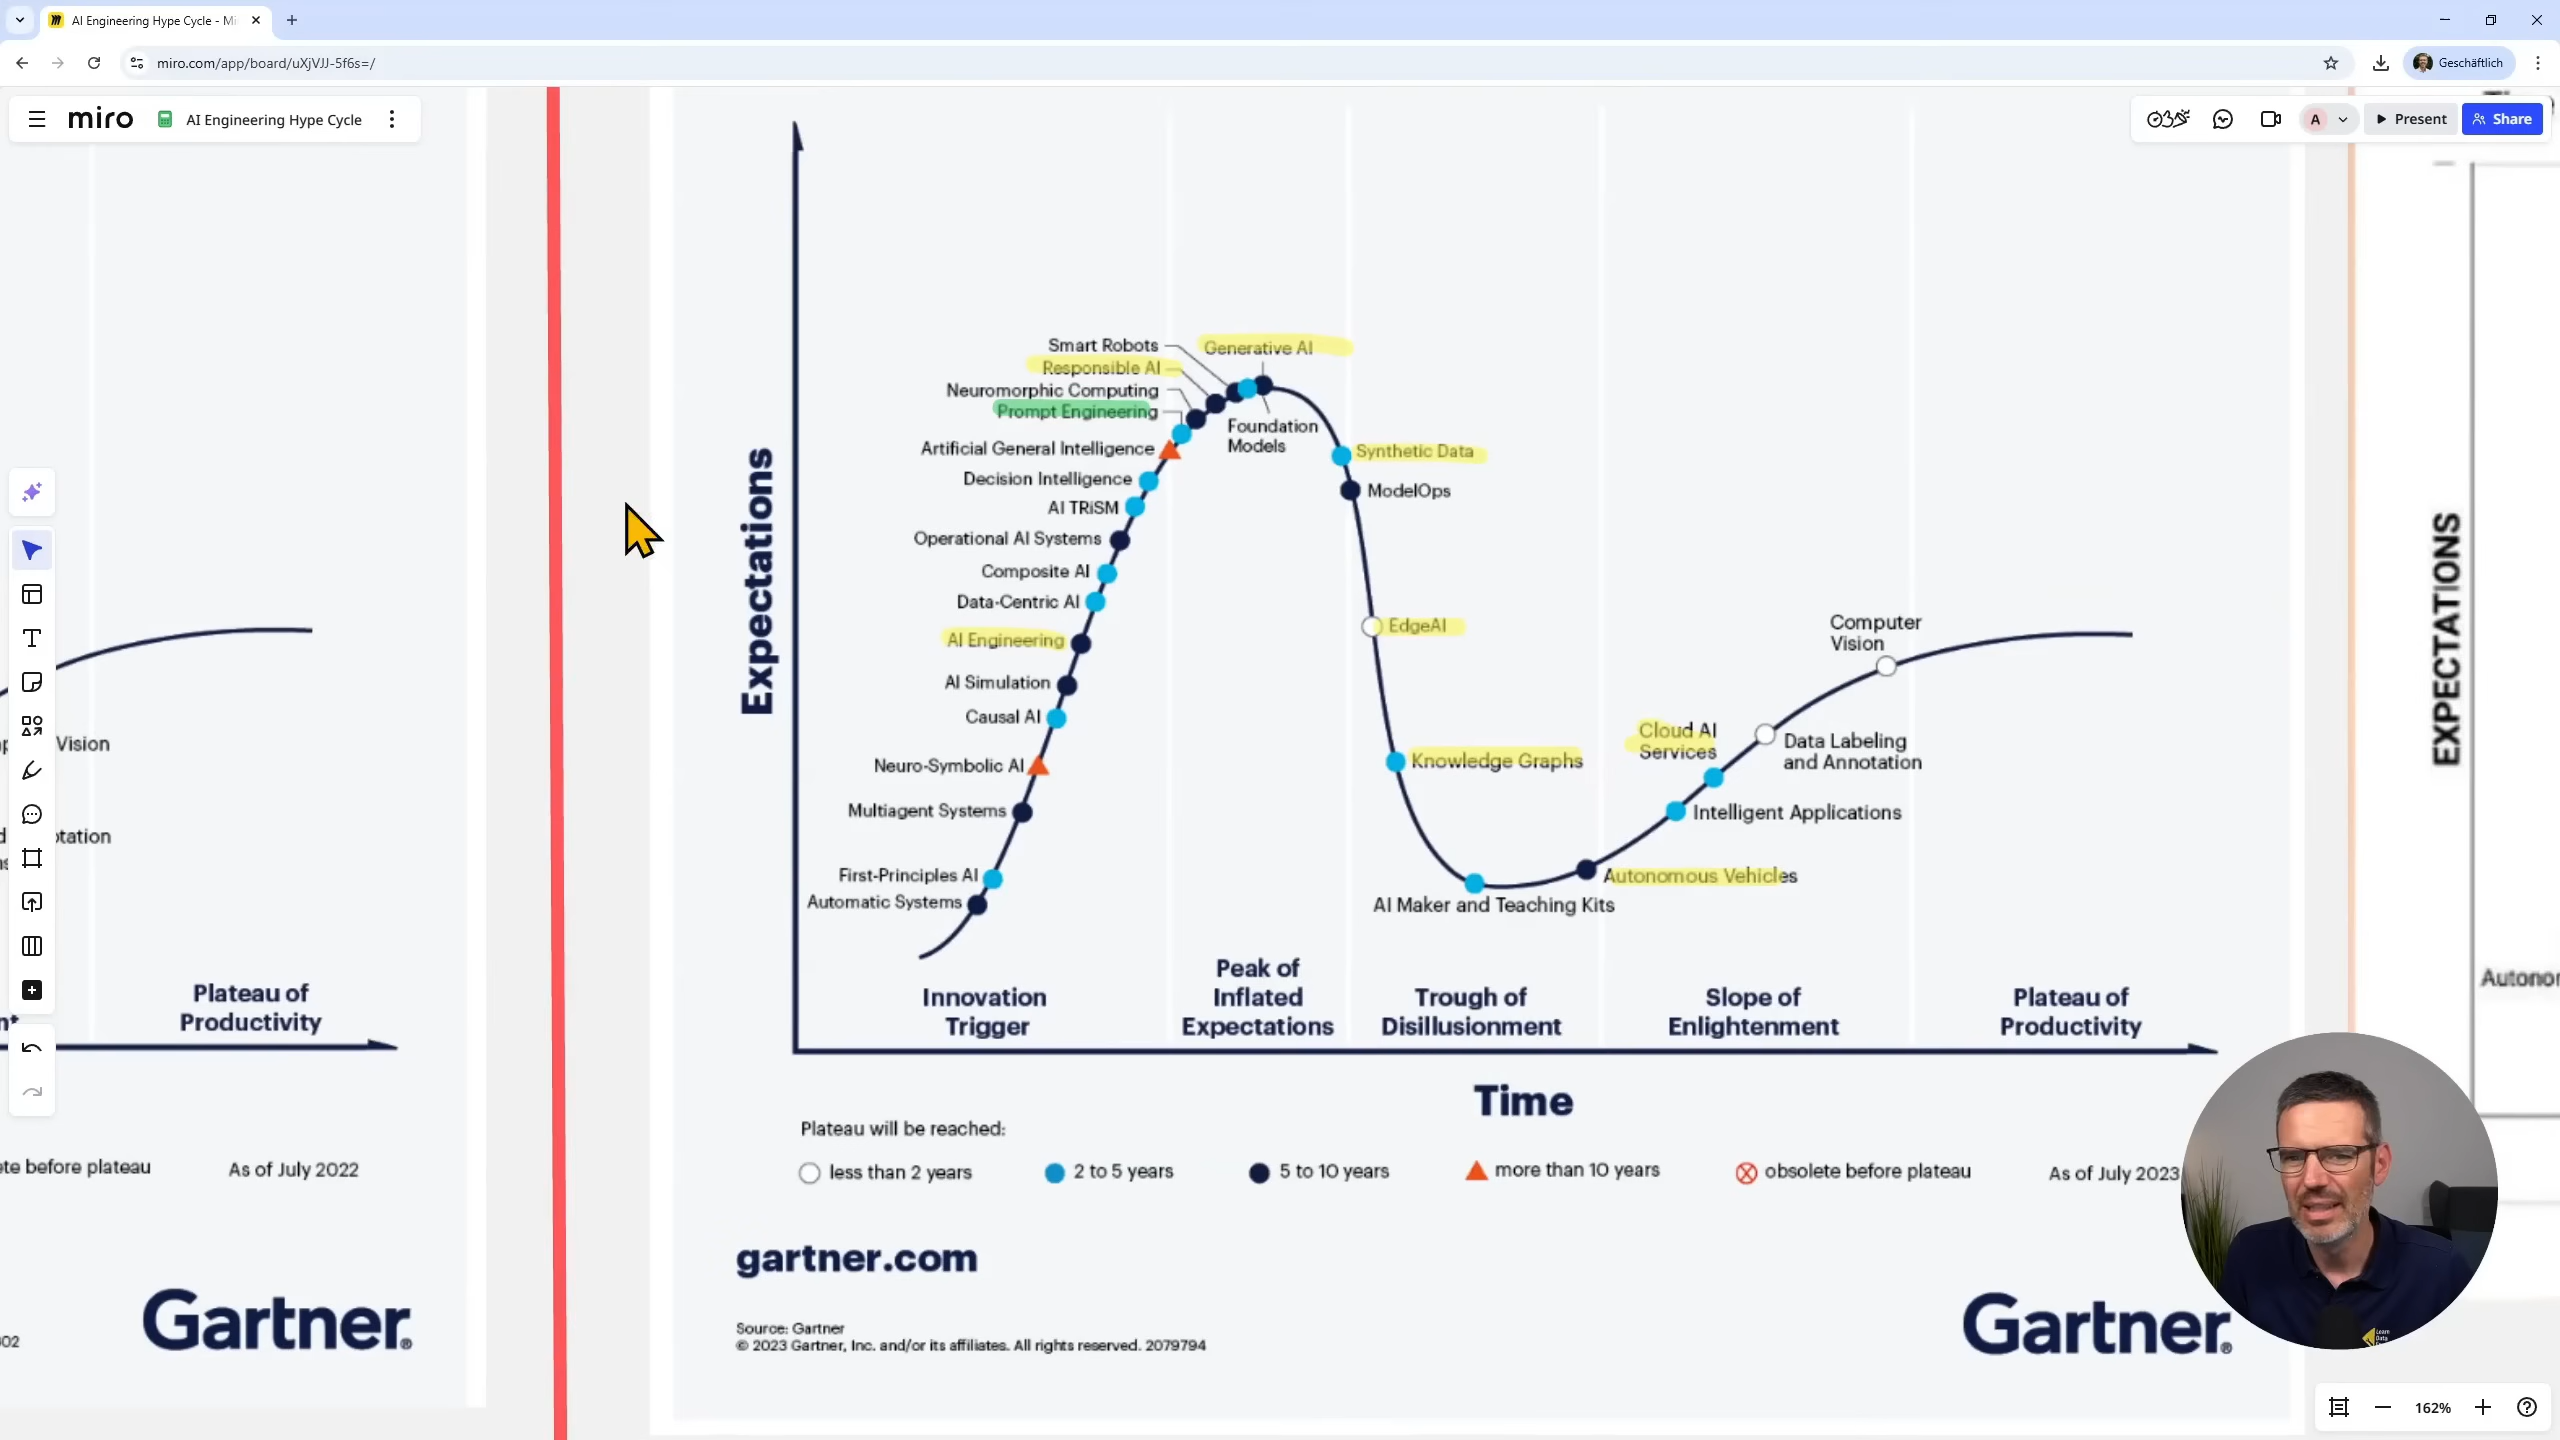 AI Engineering Hype Cycle - Mi
miro.com/app/board/uXjVJJ-5f6s=/
Geschäftlich
miro
AI Engineering Hype Cycle
A
Present
Share
Expectations
Smart Robots
Generative AI
Responsible AI
Neuromorphic Computing
Prompt Engineering
Foundation
Models
Artificial General Intelligence
Synthetic Data
Decision Intelligence
ModelOps
AI TRiSM
Operational AI Systems
Composite AI
Data-Centric AI
EdgeAI
AI Engineering
Computer
Vision
AI Simulation
Causal AI
Cloud AI
Services
Data Labeling
and Annotation
Neuro-Symbolic AI
Knowledge Graphs
Multiagent Systems
Intelligent Applications
First-Principles AI
Autonomous Vehicles
Automatic Systems
AI Maker and Teaching Kits
Innovation
Trigger
Peak of
Inflated
Expectations
Trough of
Disillusionment
Slope of
Enlightenment
Plateau of
Productivity
Time
Plateau will be reached:
less than 2 years
2 to 5 years
5 to 10 years
more than 10 years
obsolete before plateau
As of July 2023
gartner.com
Source: Gartner
© 2023 Gartner, Inc. and/or its affiliates. All rights reserved. 2079794
Gartner®
Vision
Plateau of
Productivity
before plateau
As of July 2022
Gartner®
EXPECTATIONS
162%